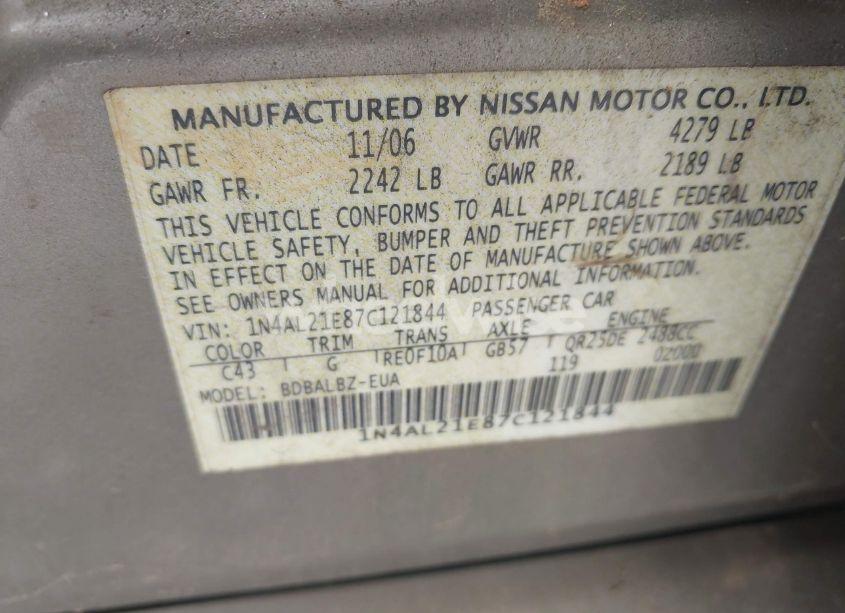 MANUFACTURED BY NISSAN MOTOR CO., LTD.
DATE 11/06 GVWR 4279 LB
GAWR FR. 2242 LB GAWR RR. 2189 LB
THIS VEHICLE CONFORMS TO ALL APPLICABLE FEDERAL MOTOR
VEHICLE SAFETY, BUMPER AND THEFT PREVENTION STANDARDS
IN EFFECT ON THE DATE OF MANUFACTURE SHOWN ABOVE.
SEE OWNERS MANUAL FOR ADDITIONAL INFORMATION.
VIN: 1N4AL21E87C121844 PASSENGER CAR
COLOR TRIM TRANS AXLE ENGINE
C43 G RE0F10A GB57 QR25DE 2488CC
MODEL: BDBALBZ-EUA 119 02000
1N4AL21E87C121844